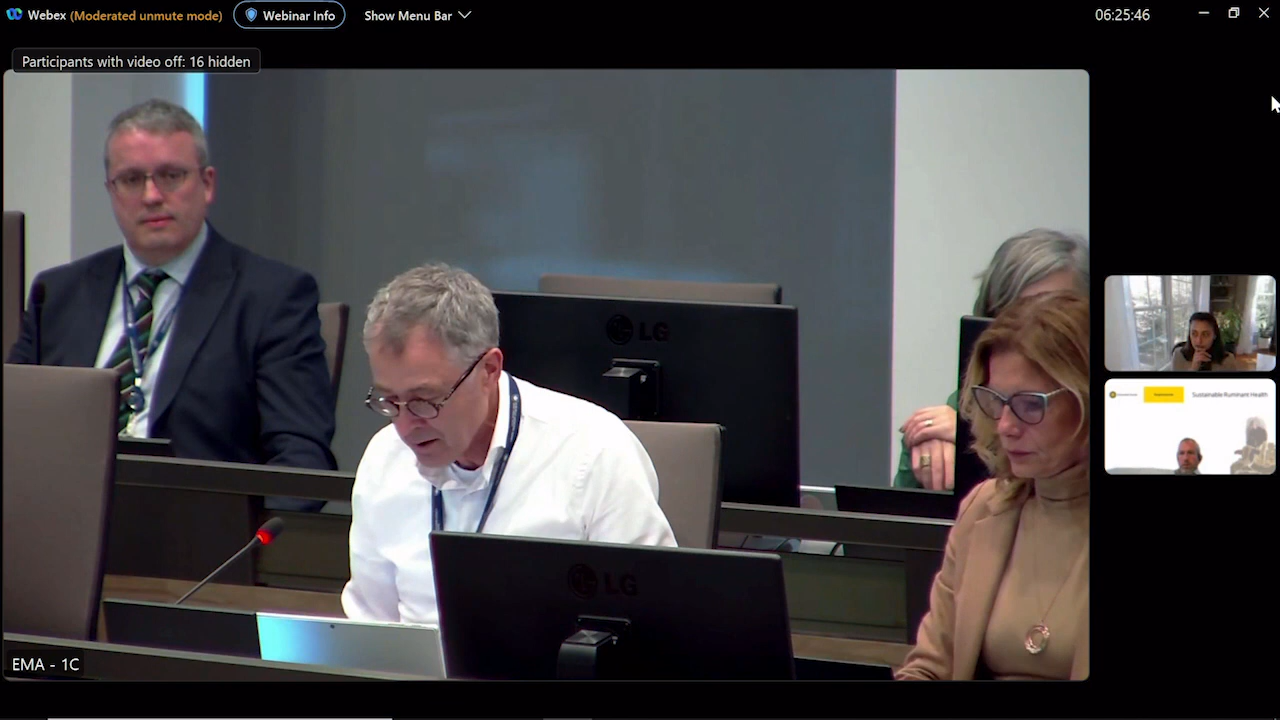 Webex (Moderated unmute mode) Webinar Info Show Menu Bar 06:25:46
Participants with video off: 16 hidden
LG
Sustainable Ruminant Health
LG
EMA - 1C